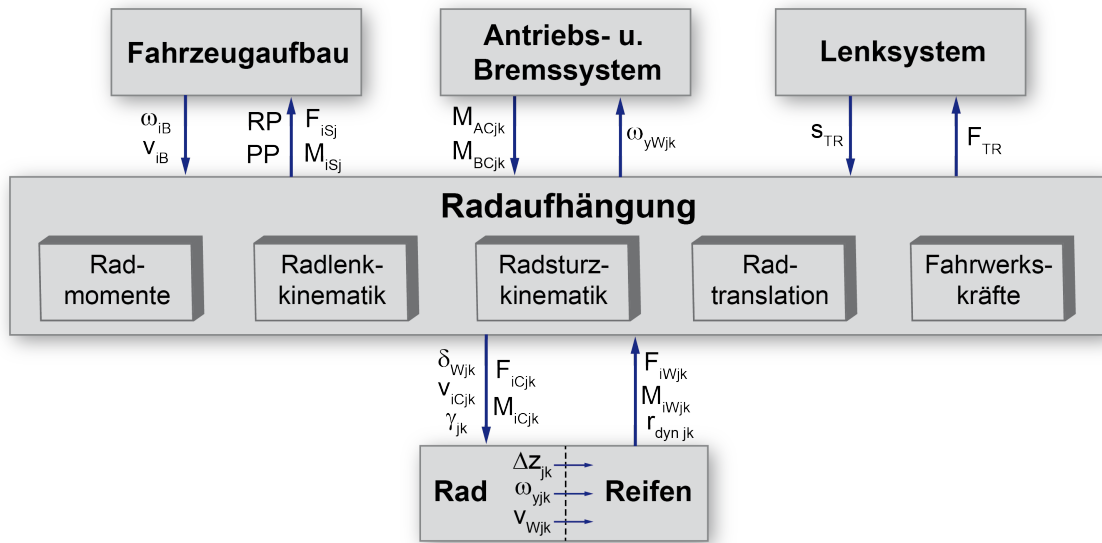 Fahrzeugaufbau
Antriebs- u.
Bremssystem
Lenksystem
ω_iB
v_iB
RP F_iSj
PP M_iSj
M_ACjk
M_BCjk
ω_yWjk
s_TR
F_TR
Radaufhängung
Rad-
momente
Radlenk-
kinematik
Radsturz-
kinematik
Rad-
translation
Fahrwerks-
kräfte
δ_Wjk
v_iCjk
γ_jk
F_iCjk
M_iCjk
F_iWjk
M_iWjk
r_dyn jk
Rad
Δz_jk
ω_yjk
v_Wjk
Reifen